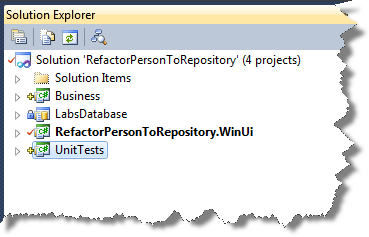 Solution Explorer
Solution 'RefactorPersonToRepository' (4 projects)
Solution Items
Business
LabsDatabase
RefactorPersonToRepository.WinUi
UnitTests